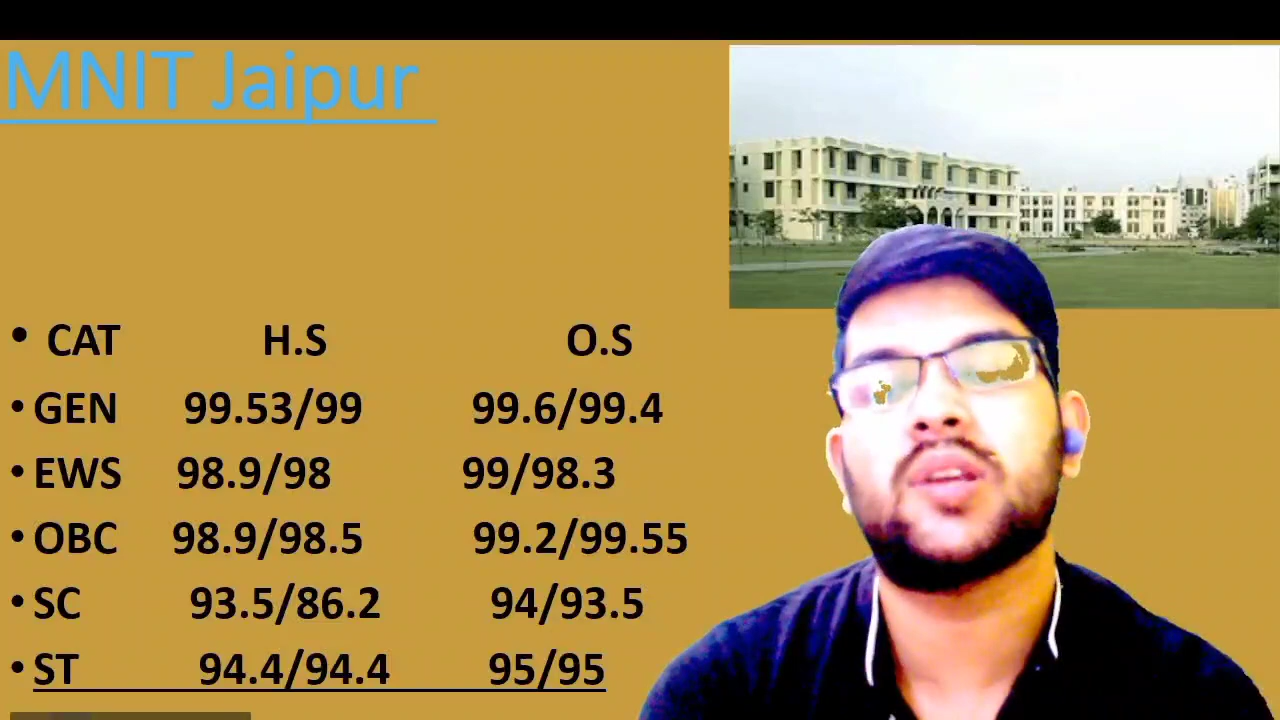 MNIT Jaipur
• CAT H.S O.S
• GEN 99.53/99 99.6/99.4
• EWS 98.9/98 99/98.3
• OBC 98.9/98.5 99.2/99.55
• SC 93.5/86.2 94/93.5
• ST 94.4/94.4 95/95